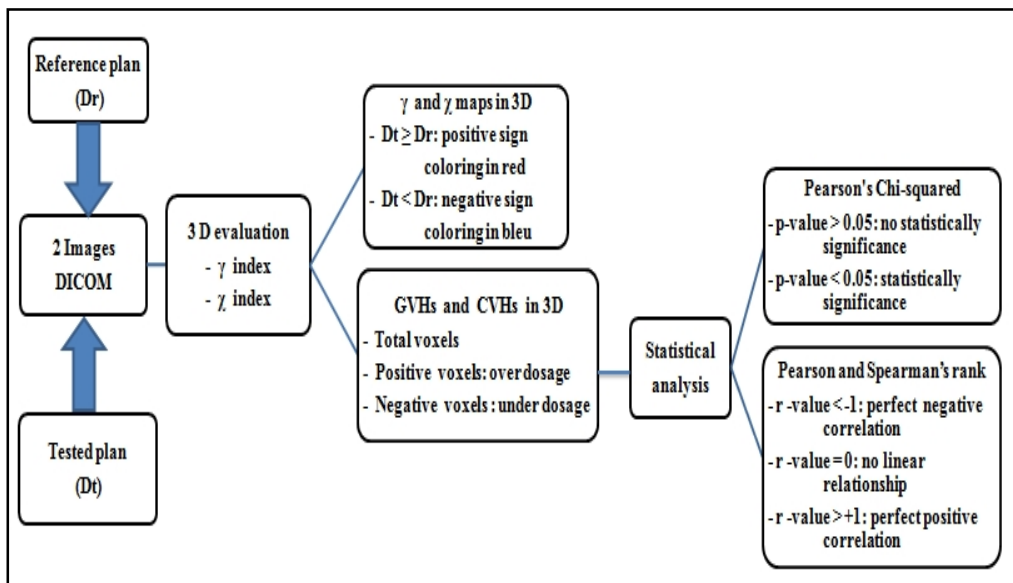 Reference plan
(Dr)
2 Images
DICOM
Tested plan
(Dt)
3 D evaluation
- γ index
- χ index
γ and χ maps in 3D
- Dt ≥ Dr: positive sign
coloring in red
- Dt < Dr: negative sign
coloring in bleu
GVHs and CVHs in 3D
- Total voxels
- Positive voxels: over dosage
- Negative voxels: under dosage
Statistical
analysis
Pearson's Chi-squared
- p-value > 0.05: no statistically
significance
- p-value < 0.05: statistically
significance
Pearson and Spearman's rank
- r -value < -1: perfect negative
correlation
- r -value = 0: no linear
relationship
- r -value > +1: perfect positive
correlation